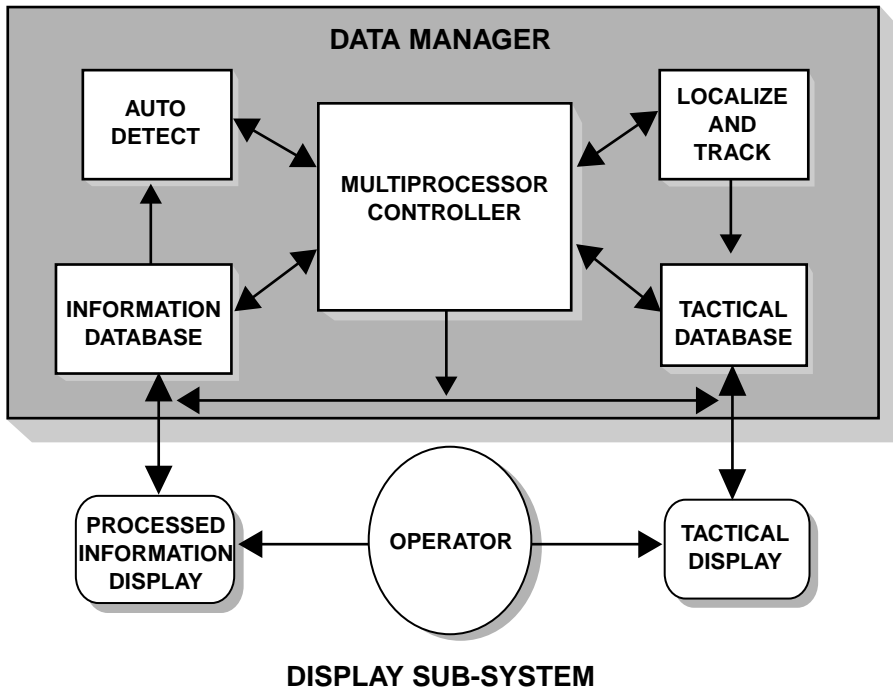 DATA MANAGER
AUTO
DETECT
MULTIPROCESSOR
CONTROLLER
LOCALIZE
AND
TRACK
INFORMATION
DATABASE
TACTICAL
DATABASE
PROCESSED
INFORMATION
DISPLAY
OPERATOR
TACTICAL
DISPLAY
DISPLAY SUB-SYSTEM